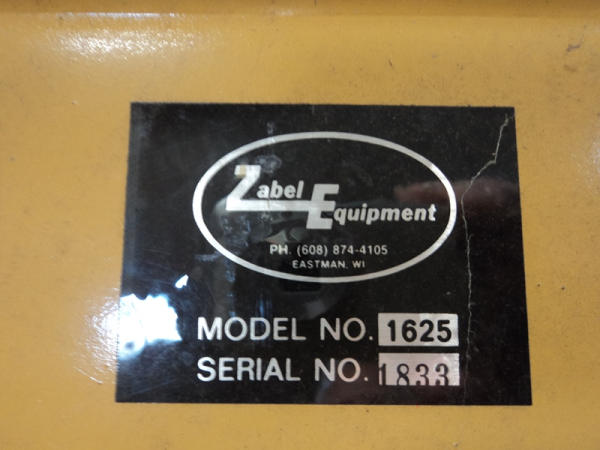 Zabel
Equipment
PH. (608) 874-4105
EASTMAN, WI
MODEL NO. 1625
SERIAL NO. 1833